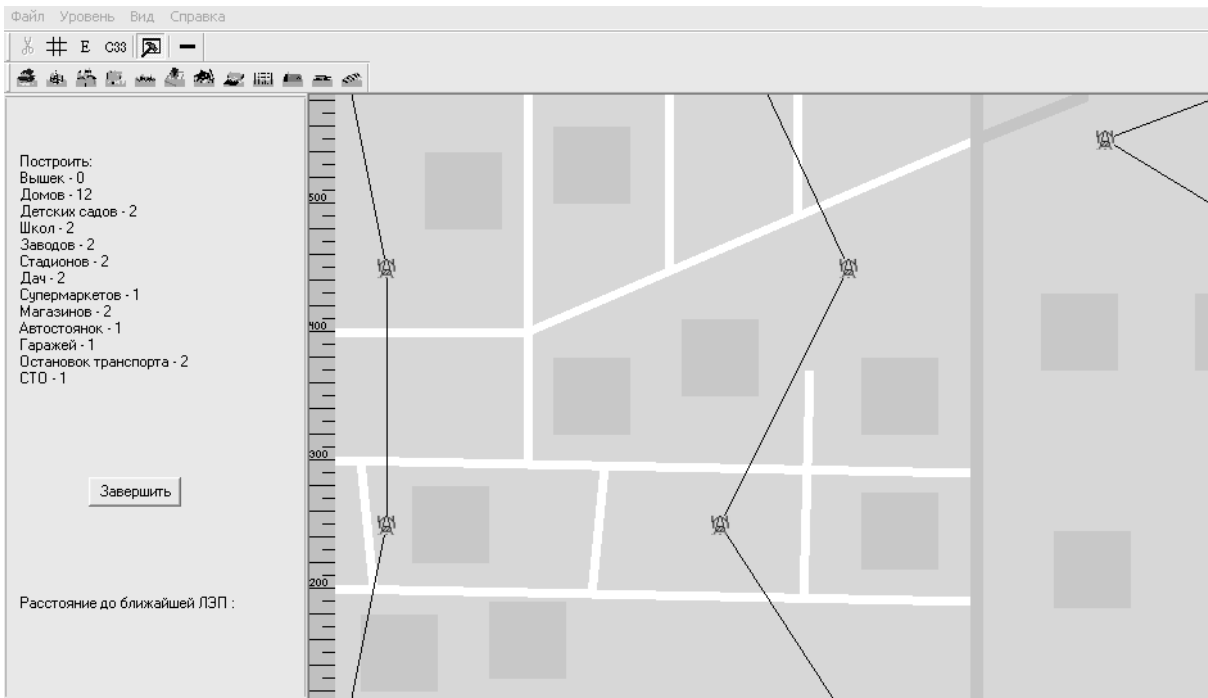 Файл Уровень Вид Справка
E C33
Построить:
Вышек - 0
Домов - 12
Детских садов - 2
Школ - 2
Заводов - 2
Стадионов - 2
Дач - 2
Супермаркетов - 1
Магазинов - 2
Автостоянок - 1
Гаражей - 1
Остановок транспорта - 2
СТО - 1
Завершить
Расстояние до ближайшей ЛЭП :
500
400
300
200